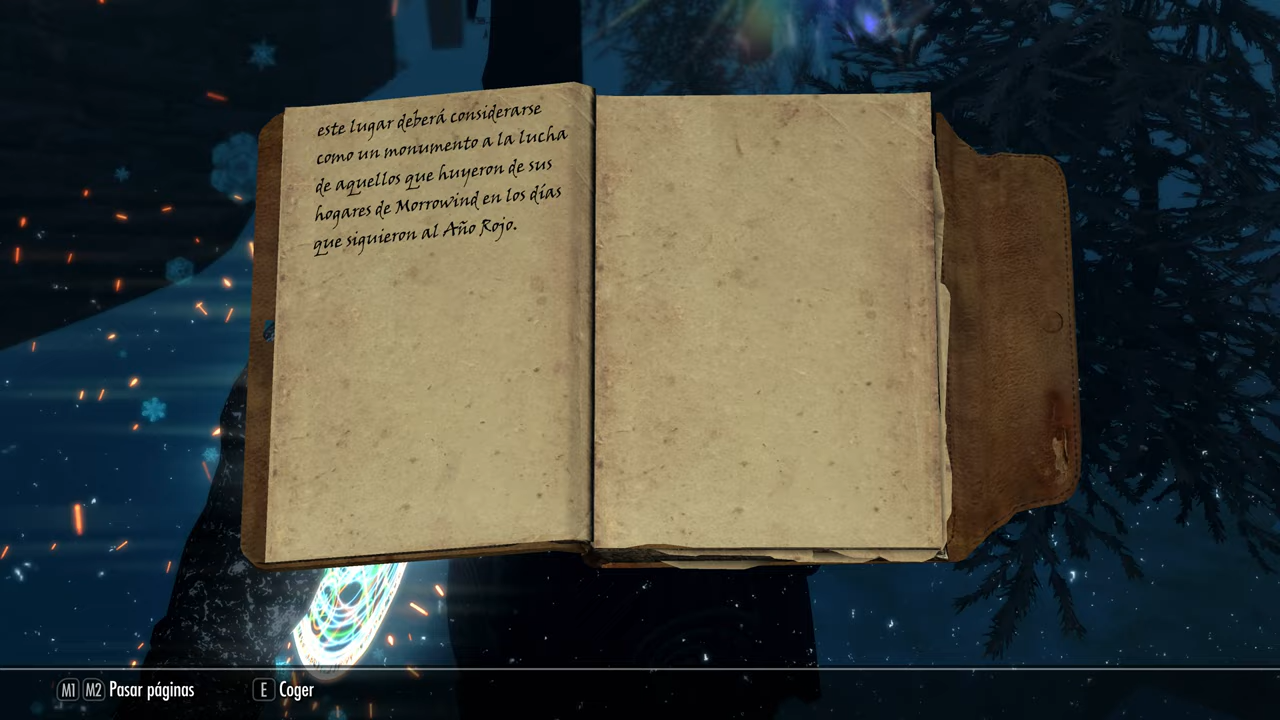 este lugar deberá considerarse
como un monumento a la lucha
de aquellos que huyeron de sus
hogares de Morrowind en los días
que siguieron al Año Rojo.
M1 M2 Pasar páginas E Coger